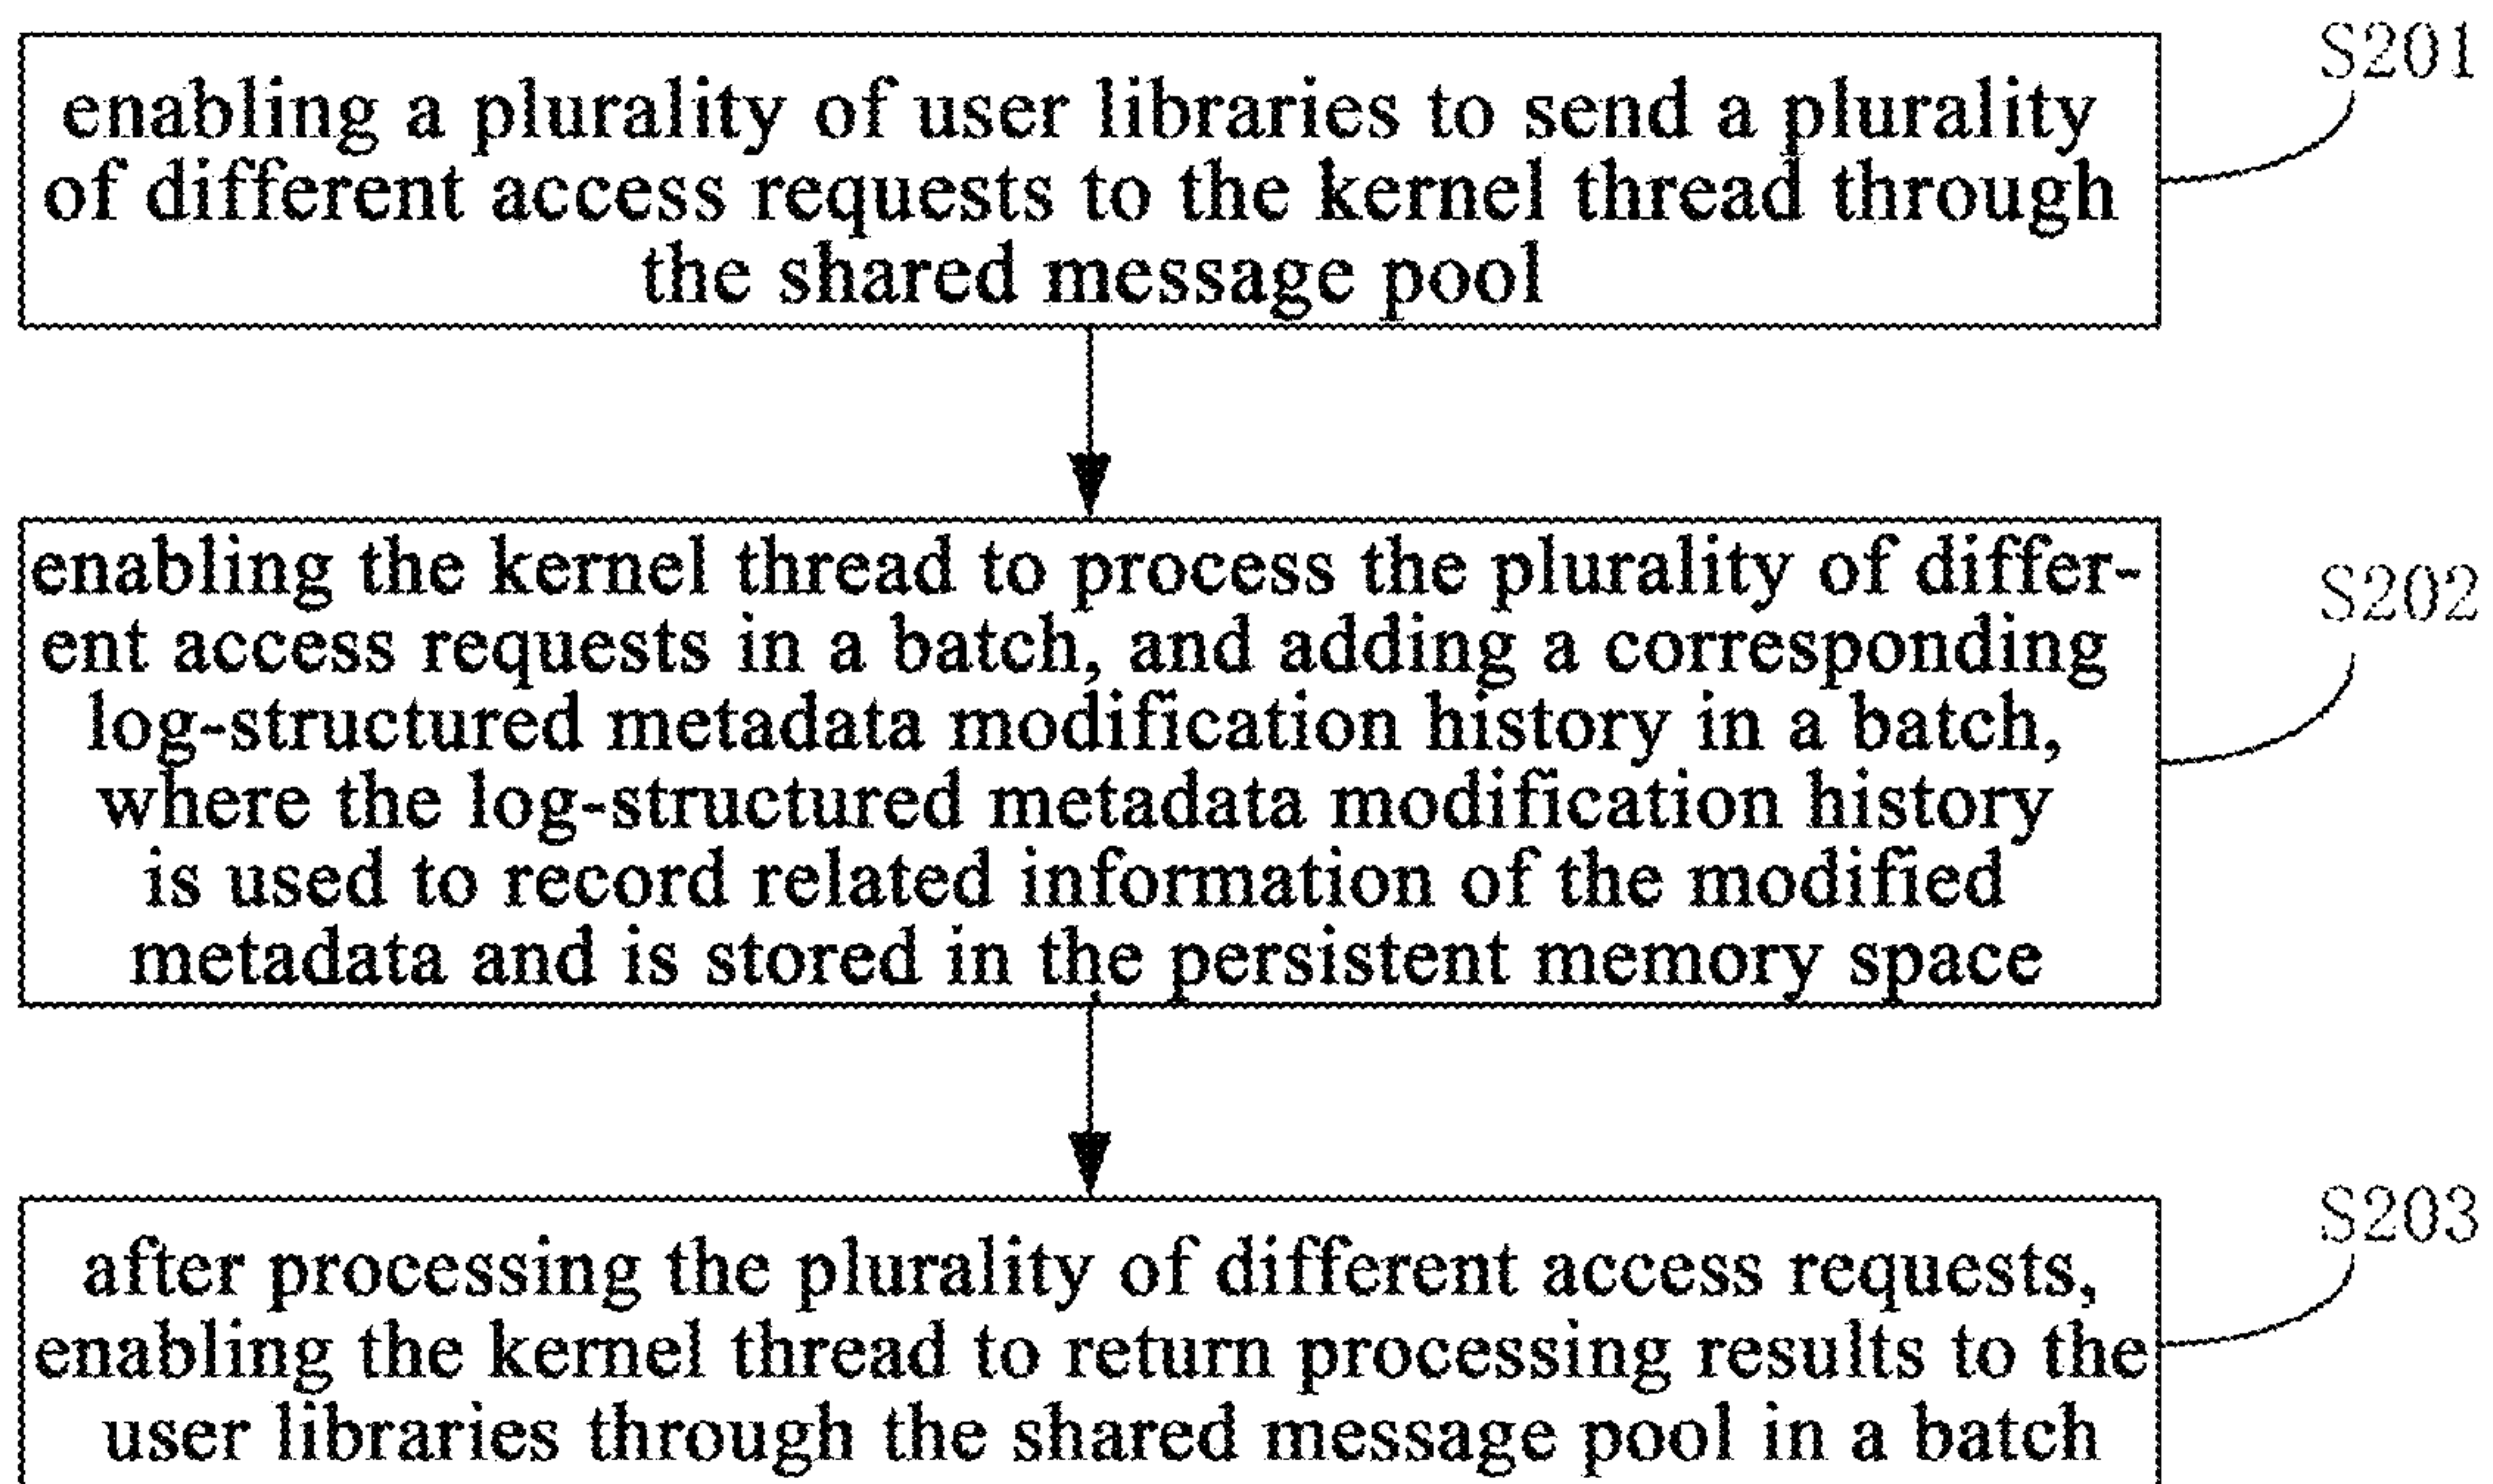 S201
enabling a plurality of user libraries to send a plurality
of different access requests to the kernel thread through
the shared message pool
S202
enabling the kernel thread to process the plurality of differ-
ent access requests in a batch, and adding a corresponding
log-structured metadata modification history in a batch,
where the log-structured metadata modification history
is used to record related information of the modified
metadata and is stored in the persistent memory space
S203
after processing the plurality of different access requests,
enabling the kernel thread to return processing results to the
user libraries through the shared message pool in a batch